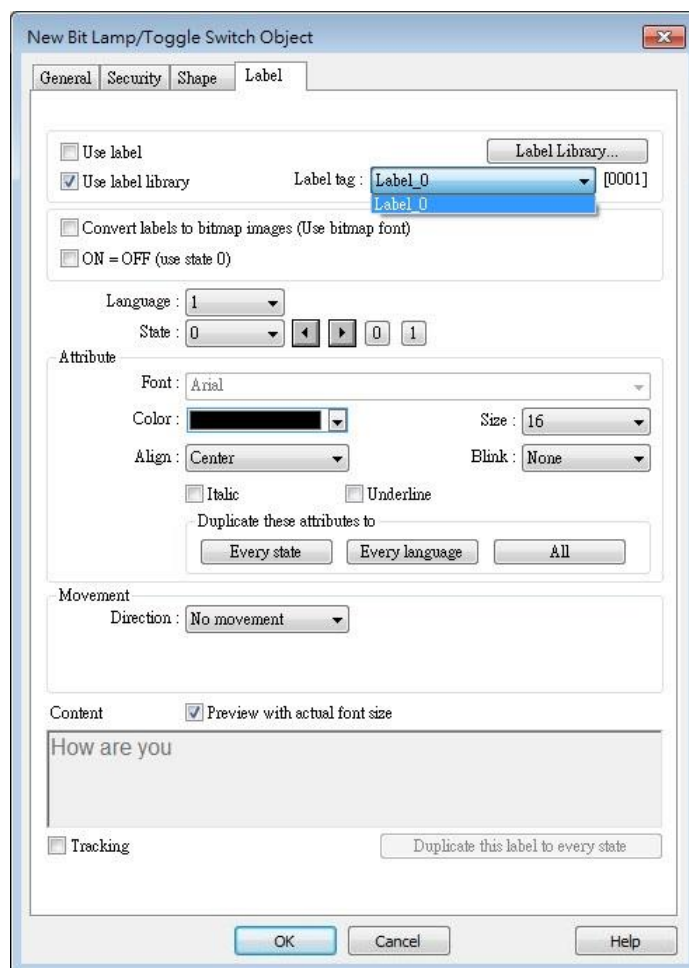 New Bit Lamp/Toggle Switch Object
General Security Shape Label
Use label Label Library...
Use label library Label tag : Label_0 [0001]
Label_0
Convert labels to bitmap images (Use bitmap font)
ON = OFF (use state 0)
Language : 1
State : 0 0 1
Attribute
Font : Arial
Color : Size : 16
Align : Center Blink : None
Italic Underline
Duplicate these attributes to
Every state Every language All
Movement
Direction : No movement
Content Preview with actual font size
How are you
Tracking Duplicate this label to every state
OK Cancel Help